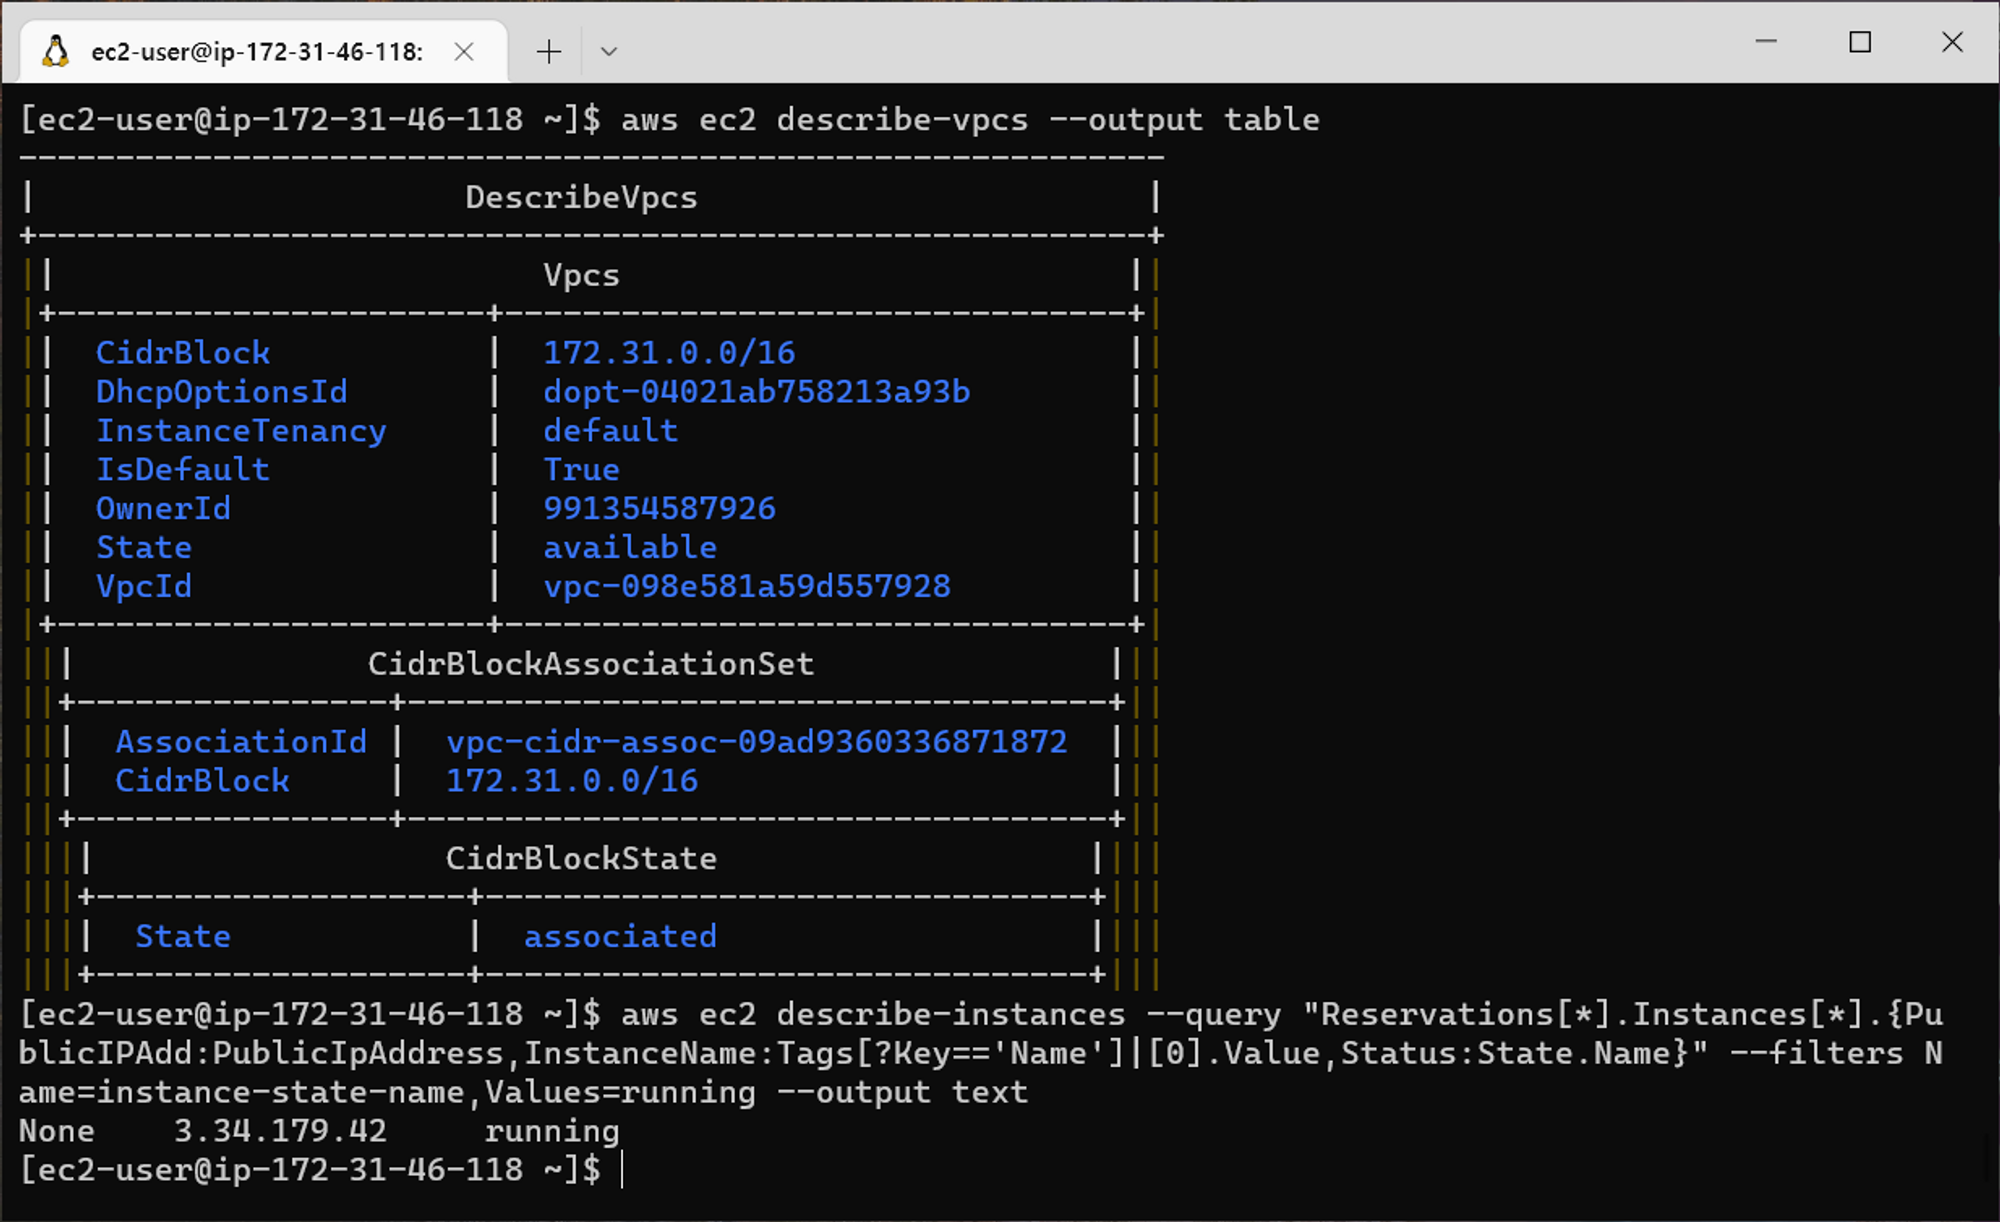 ec2-user@ip-172-31-46-118:
[ec2-user@ip-172-31-46-118 ~]$ aws ec2 describe-vpcs --output table
-----------------------------------------------------------
|                      DescribeVpcs                       |
+---------------------------------------------------------+
||                         Vpcs                          ||
|+----------------------+--------------------------------+|
||  CidrBlock           |  172.31.0.0/16                 ||
||  DhcpOptionsId       |  dopt-04021ab758213a93b        ||
||  InstanceTenancy     |  default                       ||
||  IsDefault           |  True                          ||
||  OwnerId             |  991354587926                  ||
||  State               |  available                     ||
||  VpcId               |  vpc-098e581a59d557928         ||
|+----------------------+--------------------------------+|
|||               CidrBlockAssociationSet               |||
||+----------------+------------------------------------+||
|||  AssociationId |  vpc-cidr-assoc-09ad9360336871872  |||
|||  CidrBlock     |  172.31.0.0/16                     |||
||+----------------+------------------------------------+||
||||                  CidrBlockState                   ||||
|||+-------------------+-------------------------------+|||
||||  State            |  associated                   ||||
|||+-------------------+-------------------------------+|||
[ec2-user@ip-172-31-46-118 ~]$ aws ec2 describe-instances --query "Reservations[*].Instances[*].{Pu
blicIPAdd:PublicIpAddress,InstanceName:Tags[?Key=='Name']|[0].Value,Status:State.Name}" --filters N
ame=instance-state-name,Values=running --output text
None    3.34.179.42     running
[ec2-user@ip-172-31-46-118 ~]$